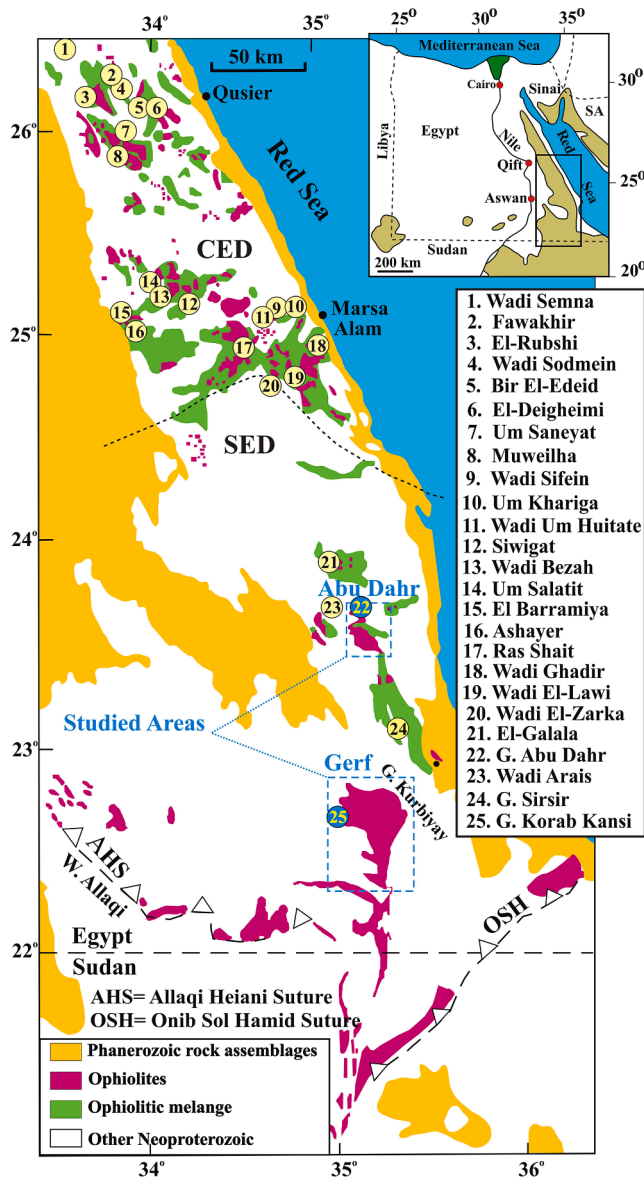 34°
35°
50 km
Qusier
1
2
3
4
5
6
7
8
26°
Red Sea
CED
14
13
12
15
16
9
10
11
Marsa
Alam
25°
17
18
19
20
SED
24°
21
Abu Dahr
23
22
Studied Areas
24
23°
Gerf
G. Kurbiyay
25
AHS
W. Allaqi
OSH
22°
Egypt
Sudan
AHS= Allaqi Heiani Suture
OSH= Onib Sol Hamid Suture
Phanerozoic rock assemblages
Ophiolites
Ophiolitic melange
Other Neoproterozoic
34°
35°
36°
25°
30°
35°
Mediterranean Sea
Cairo
Sinai
30°
SA
Libya
Egypt
Nile
Red
Sea
Qift
25°
Aswan
Sudan
200 km
20°
1. Wadi Semna
2. Fawakhir
3. El-Rubshi
4. Wadi Sodmein
5. Bir El-Edeid
6. El-Deigheimi
7. Um Saneyat
8. Muweilha
9. Wadi Sifein
10. Um Khariga
11. Wadi Um Huitate
12. Siwigat
13. Wadi Bezah
14. Um Salatit
15. El Barramiya
16. Ashayer
17. Ras Shait
18. Wadi Ghadir
19. Wadi El-Lawi
20. Wadi El-Zarka
21. El-Galala
22. G. Abu Dahr
23. Wadi Arais
24. G. Sirsir
25. G. Korab Kansi